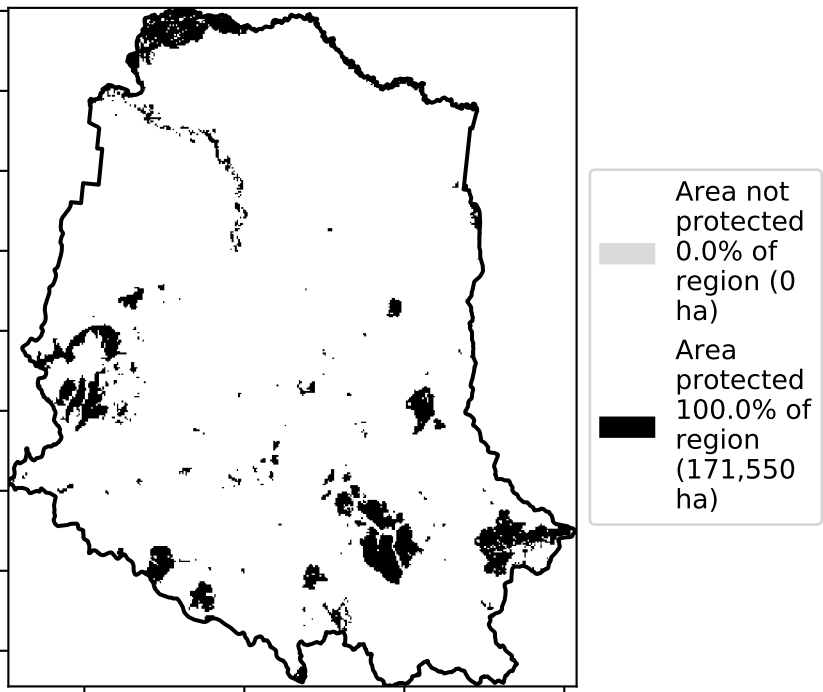 Area not
protected
0.0% of
region (0
ha)
Area
protected
100.0% of
region
(171,550
ha)